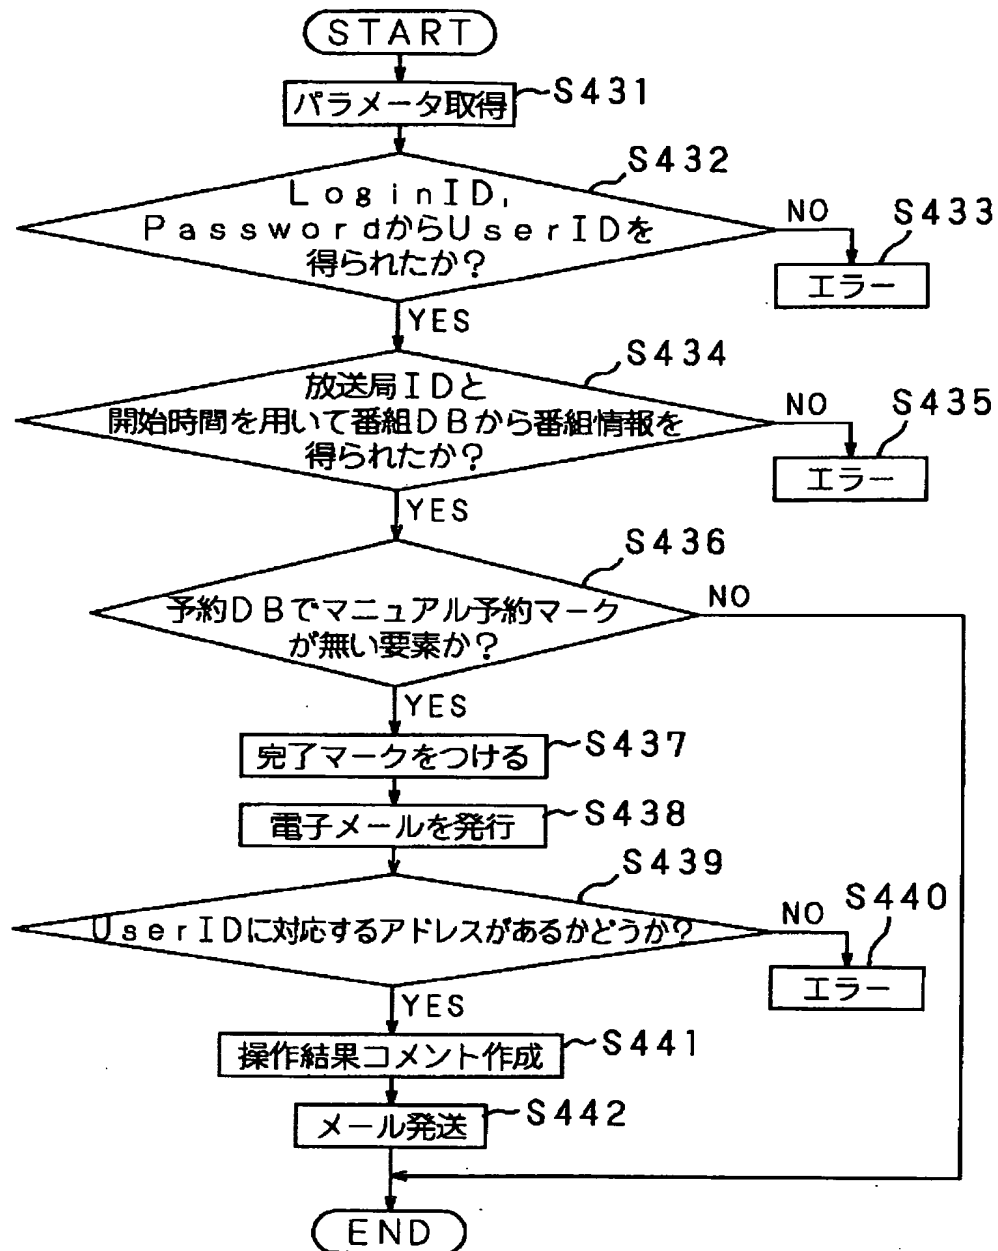 START
パラメータ取得
S431
S432
LoginID,
PasswordからUserIDを
得られたか?
NO
S433
エラー
YES
S434
放送局IDと
開始時間を用いて番組DBから番組情報を
得られたか?
NO
S435
エラー
YES
S436
予約DBでマニュアル予約マーク
が無い要素か?
NO
YES
完了マークをつける
S437
電子メールを発行
S438
S439
UserIDに対応するアドレスがあるかどうか?
NO
S440
エラー
YES
操作結果コメント作成
S441
メール発送
S442
END